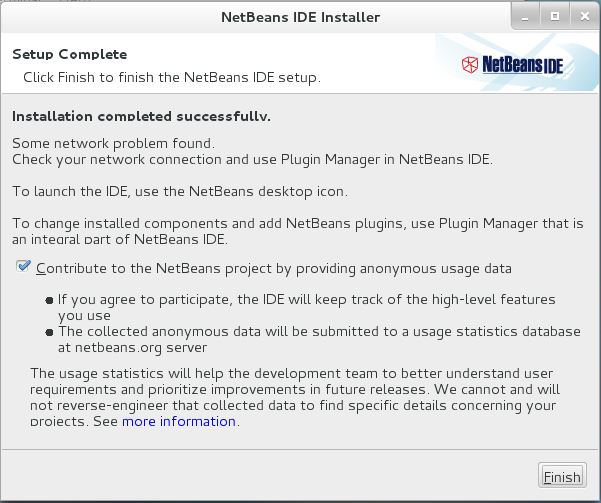 NetBeans IDE Installer
Setup Complete
Click Finish to finish the NetBeans IDE setup.
NetBeans IDE
Installation completed successfully.
Some network problem found.
Check your network connection and use Plugin Manager in NetBeans IDE.
To launch the IDE, use the NetBeans desktop icon.
To change installed components and add NetBeans plugins, use Plugin Manager that is
an integral part of NetBeans IDE.
Contribute to the NetBeans project by providing anonymous usage data
• If you agree to participate, the IDE will keep track of the high-level features
you use
• The collected anonymous data will be submitted to a usage statistics database
at netbeans.org server
The usage statistics will help the development team to better understand user
requirements and prioritize improvements in future releases. We cannot and will
not reverse-engineer that collected data to find specific details concerning your
projects. See more information.
Finish